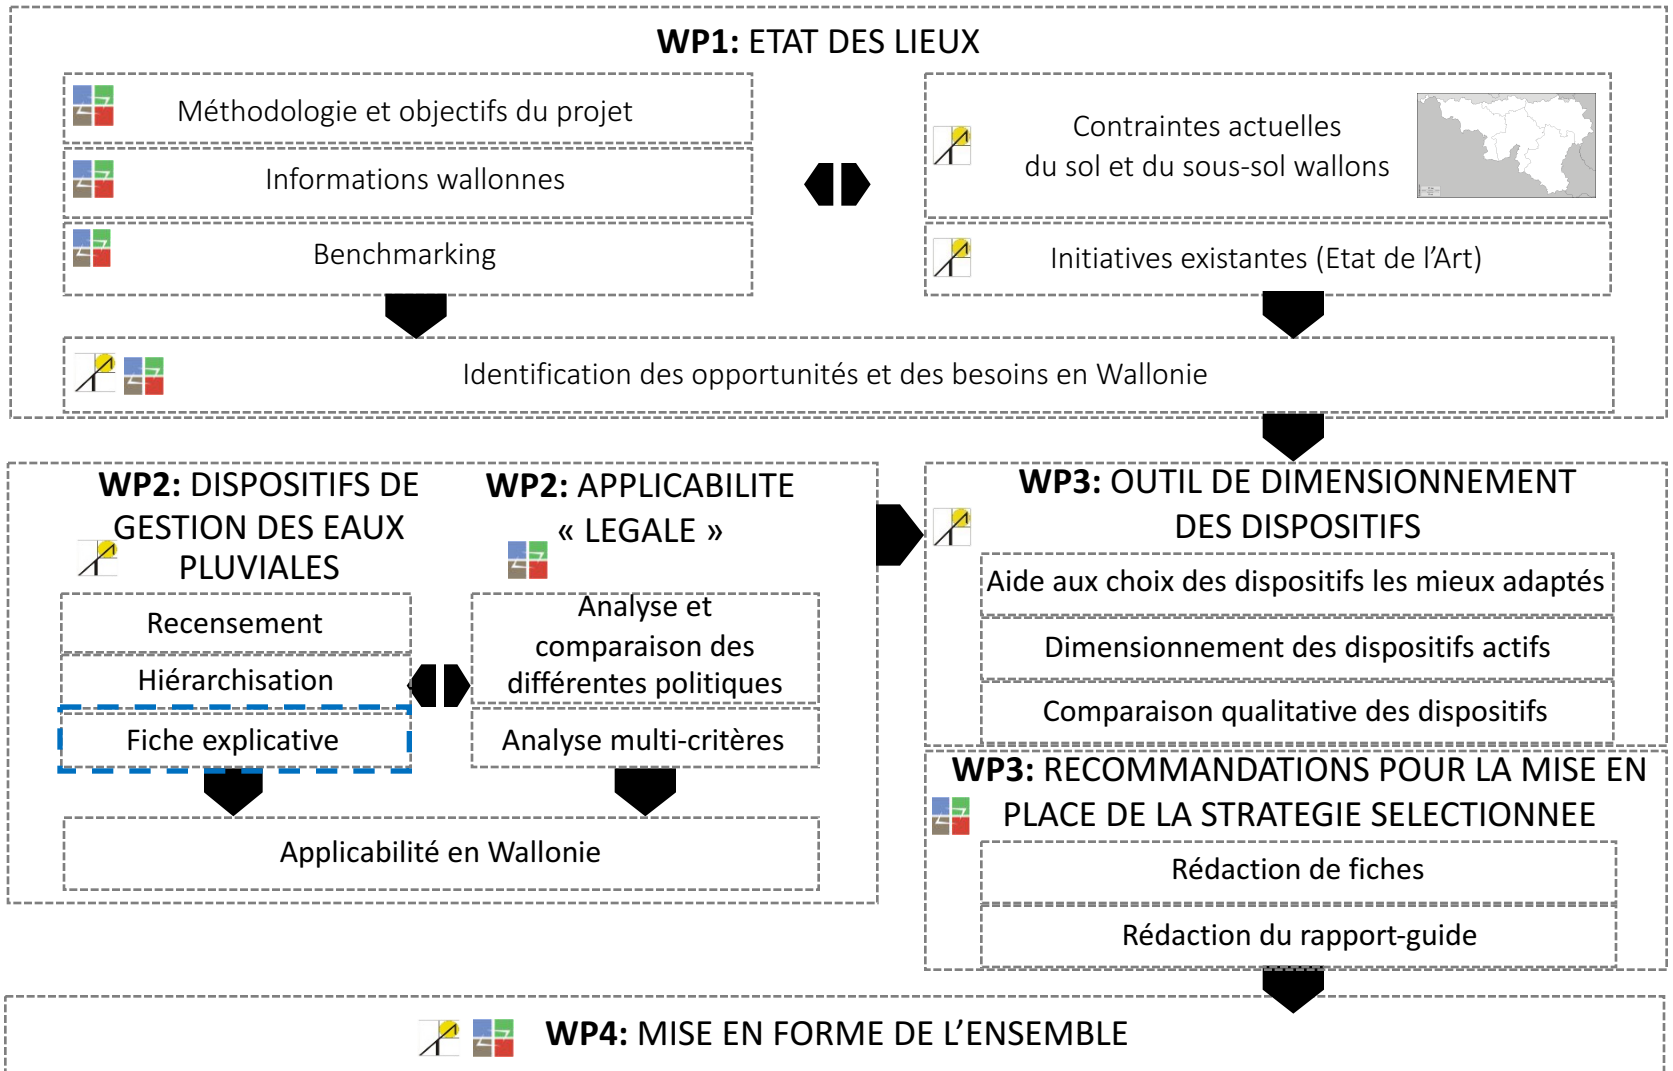 WP1: ETAT DES LIEUX
Méthodologie et objectifs du projet
Informations wallonnes
Benchmarking
Contraintes actuelles
du sol et du sous-sol wallons
Initiatives existantes (Etat de l’Art)
Identification des opportunités et des besoins en Wallonie
WP2: DISPOSITIFS DE
GESTION DES EAUX
PLUVIALES
Recensement
Hiérarchisation
Fiche explicative
WP2: APPLICABILITE
« LEGALE »
Analyse et
comparaison des
différentes politiques
Analyse multi-critères
Applicabilité en Wallonie
WP3: OUTIL DE DIMENSIONNEMENT
DES DISPOSITIFS
Aide aux choix des dispositifs les mieux adaptés
Dimensionnement des dispositifs actifs
Comparaison qualitative des dispositifs
WP3: RECOMMANDATIONS POUR LA MISE EN
PLACE DE LA STRATEGIE SELECTIONNEE
Rédaction de fiches
Rédaction du rapport-guide
WP4: MISE EN FORME DE L’ENSEMBLE